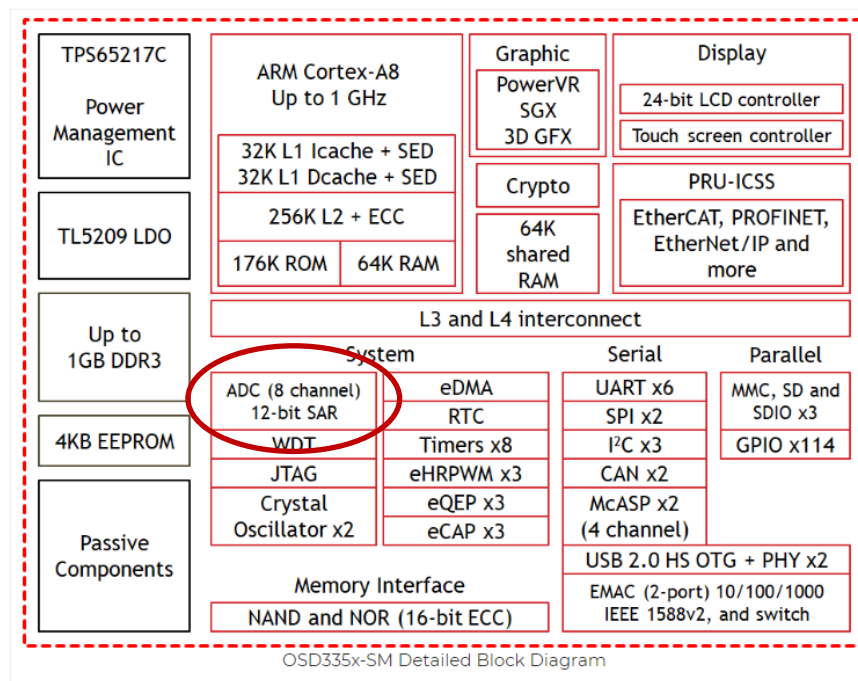 TPS65217C
Power
Management
IC
TL5209 LDO
Up to
1GB DDR3
4KB EEPROM
Passive
Components
ARM Cortex-A8
Up to 1 GHz
32K L1 Icache + SED
32K L1 Dcache + SED
256K L2 + ECC
176K ROM
64K RAM
Graphic
PowerVR
SGX
3D GFX
Crypto
64K
shared
RAM
Display
24-bit LCD controller
Touch screen controller
PRU-ICSS
EtherCAT, PROFINET,
EtherNet/IP and
more
L3 and L4 interconnect
System
ADC (8 channel)
12-bit SAR
WDT
JTAG
Crystal
Oscillator x2
eDMA
RTC
Timers x8
eHRPWM x3
eQEP x3
eCAP x3
Serial
UART x6
SPI x2
I²C x3
CAN x2
McASP x2
(4 channel)
USB 2.0 HS OTG + PHY x2
EMAC (2-port) 10/100/1000
IEEE 1588v2, and switch
Parallel
MMC, SD and
SDIO x3
GPIO x114
Memory Interface
NAND and NOR (16-bit ECC)
OSD335x-SM Detailed Block Diagram